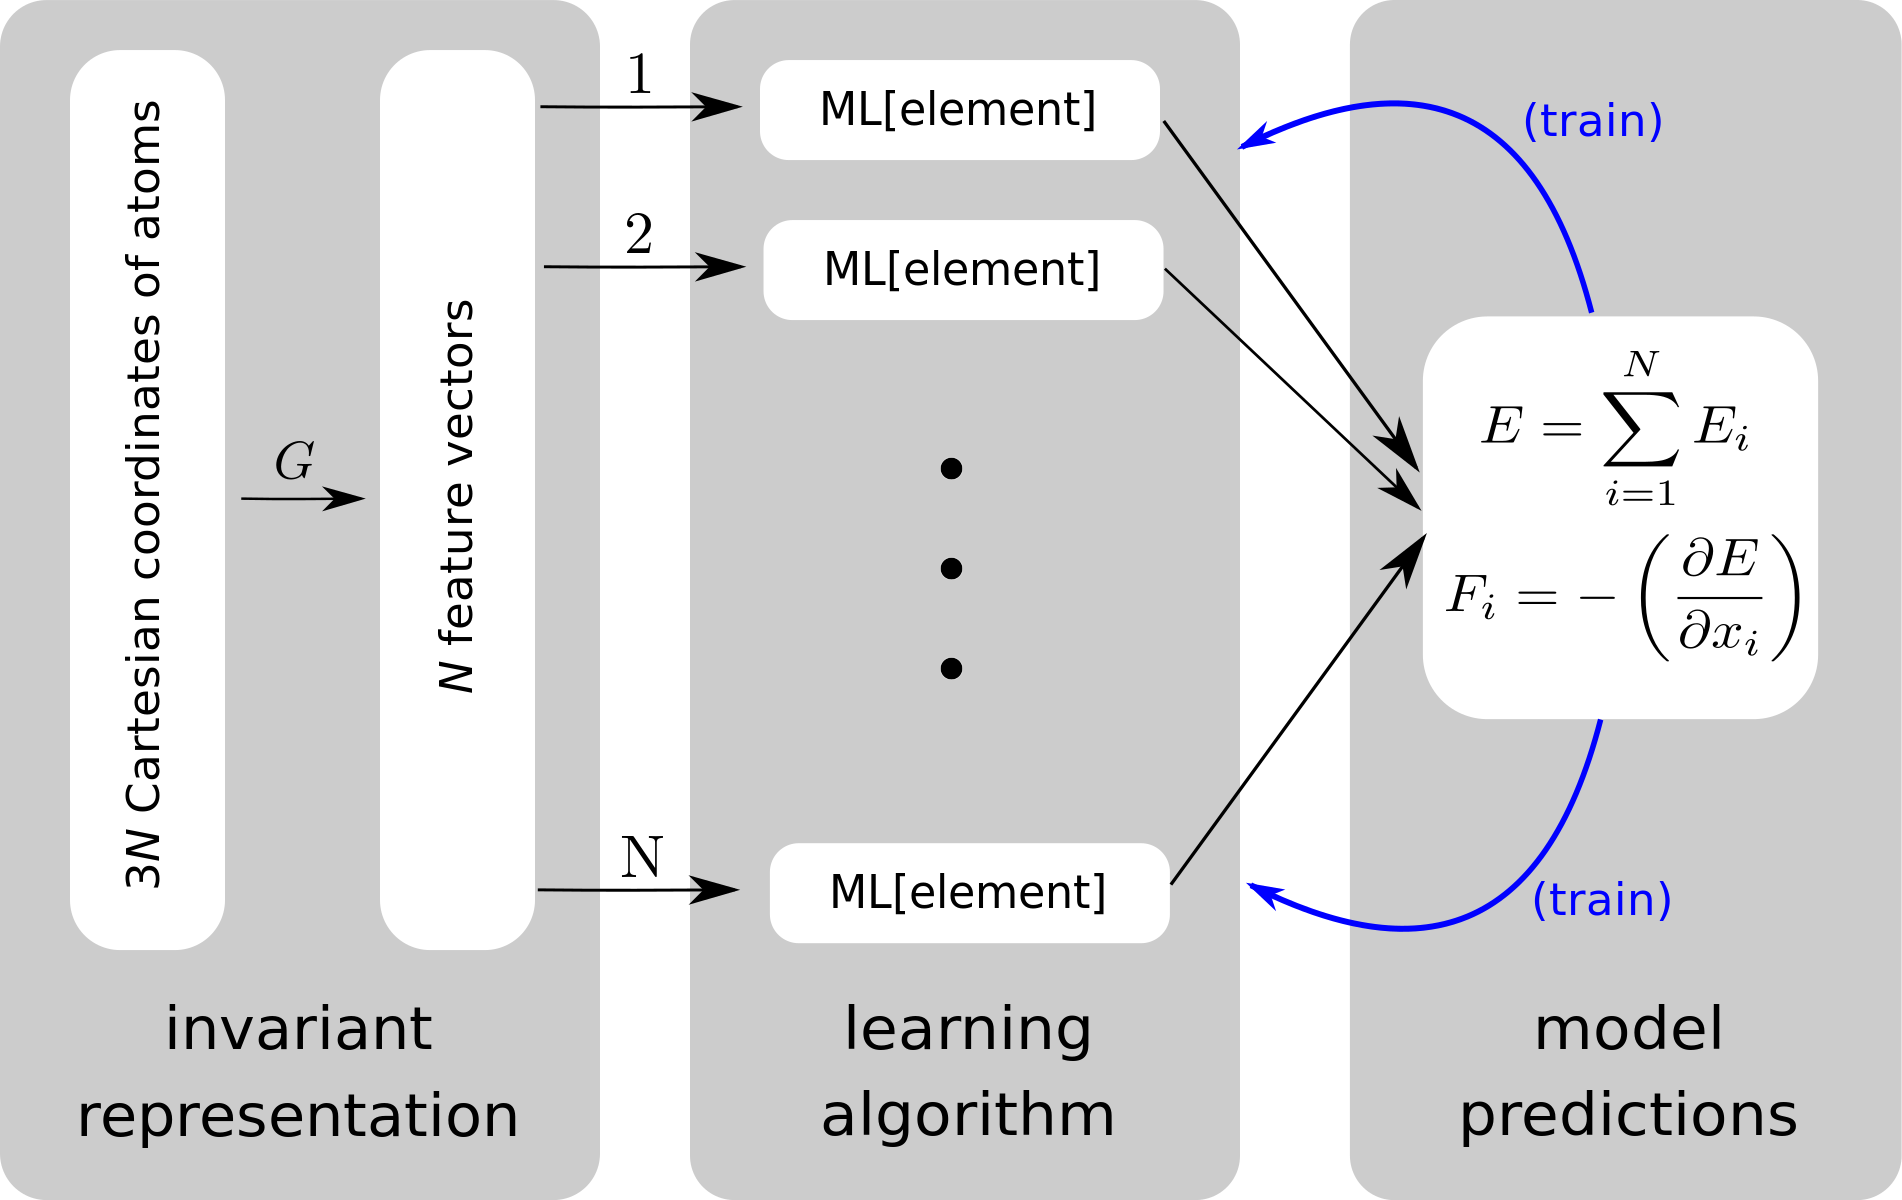 3N Cartesian coordinates of atoms
G
N feature vectors
invariant
representation
1
2
N
ML[element]
ML[element]
ML[element]
learning
algorithm
(train)
E = \sum_{i=1}^{N} E_i
F_i = -\left(\frac{\partial E}{\partial x_i}\right)
(train)
model
predictions